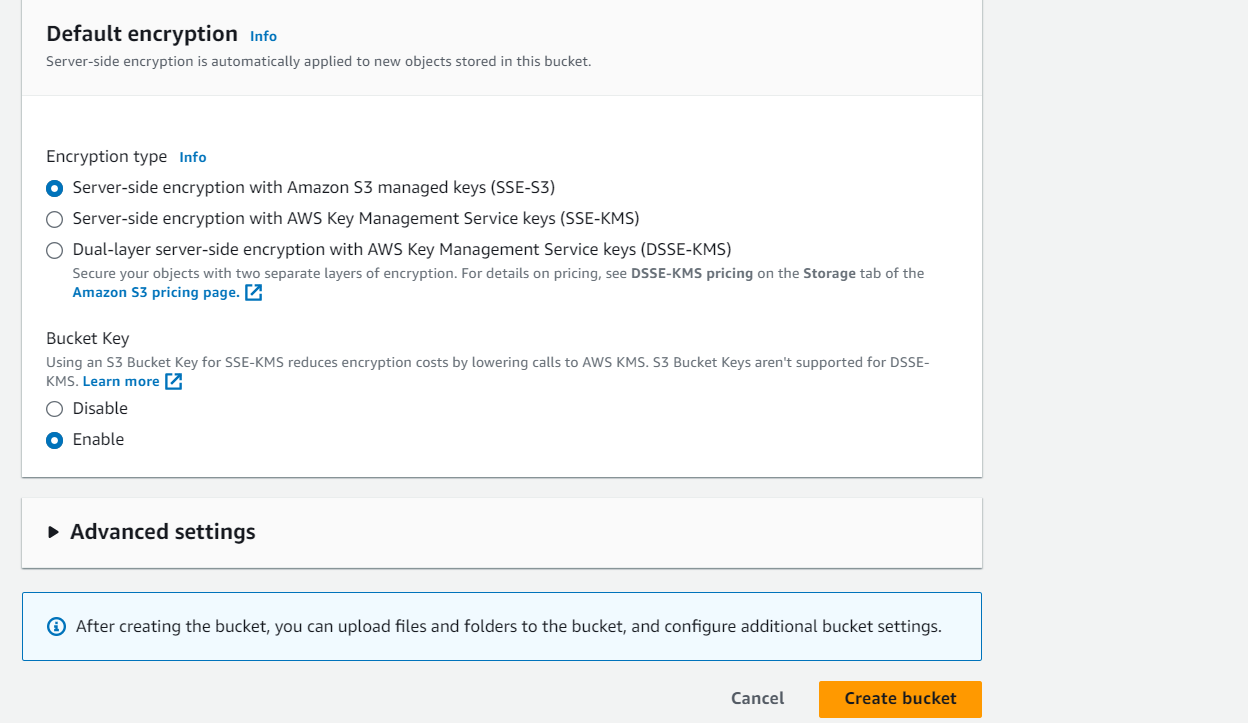 Default encryption Info
Server-side encryption is automatically applied to new objects stored in this bucket.
Encryption type Info
Server-side encryption with Amazon S3 managed keys (SSE-S3)
Server-side encryption with AWS Key Management Service keys (SSE-KMS)
Dual-layer server-side encryption with AWS Key Management Service keys (DSSE-KMS)
Secure your objects with two separate layers of encryption. For details on pricing, see DSSE-KMS pricing on the Storage tab of the
Amazon S3 pricing page.
Bucket Key
Using an S3 Bucket Key for SSE-KMS reduces encryption costs by lowering calls to AWS KMS. S3 Bucket Keys aren't supported for DSSE-
KMS. Learn more
Disable
Enable
Advanced settings
After creating the bucket, you can upload files and folders to the bucket, and configure additional bucket settings.
Cancel Create bucket